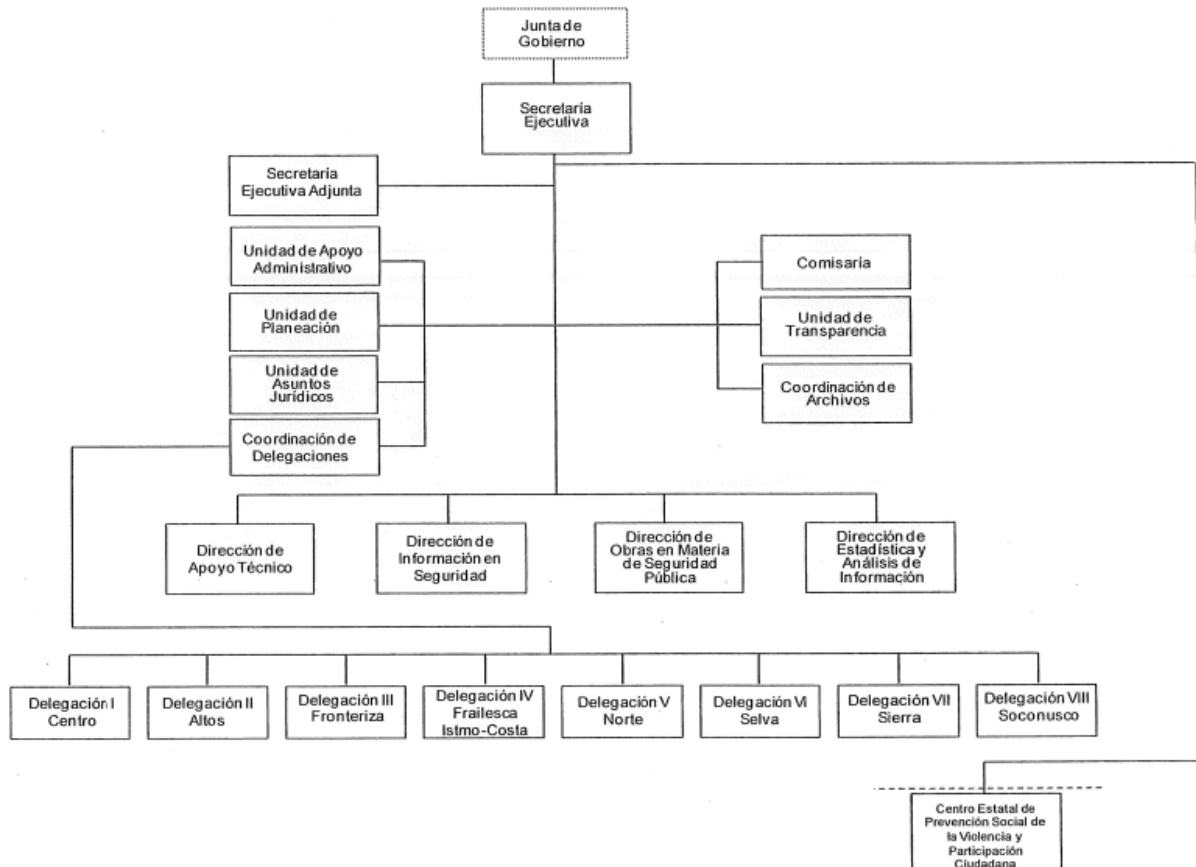 Junta de
Gobierno
Secretaría
Ejecutiva
Secretaría
Ejecutiva Adjunta
Unidad de Apoyo
Administrativo
Comisaría
Unidad de
Planeación
Unidad de
Transparencia
Unidad de
Asuntos
Jurídicos
Coordinación de
Archivos
Coordinación de
Delegaciones
Dirección de
Apoyo Técnico
Dirección de
Información en
Seguridad
Dirección de
Obras en Materia
de Seguridad
Pública
Dirección de
Estadística y
Análisis de
Información
Delegación I
Centro
Delegación II
Altos
Delegación III
Fronteriza
Delegación IV
Frailesca
Istmo-Costa
Delegación V
Norte
Delegación VI
Selva
Delegación VII
Sierra
Delegación VIII
Soconusco
Centro Estatal de
Prevención Social de
la Violencia y
Participación
Ciudadana